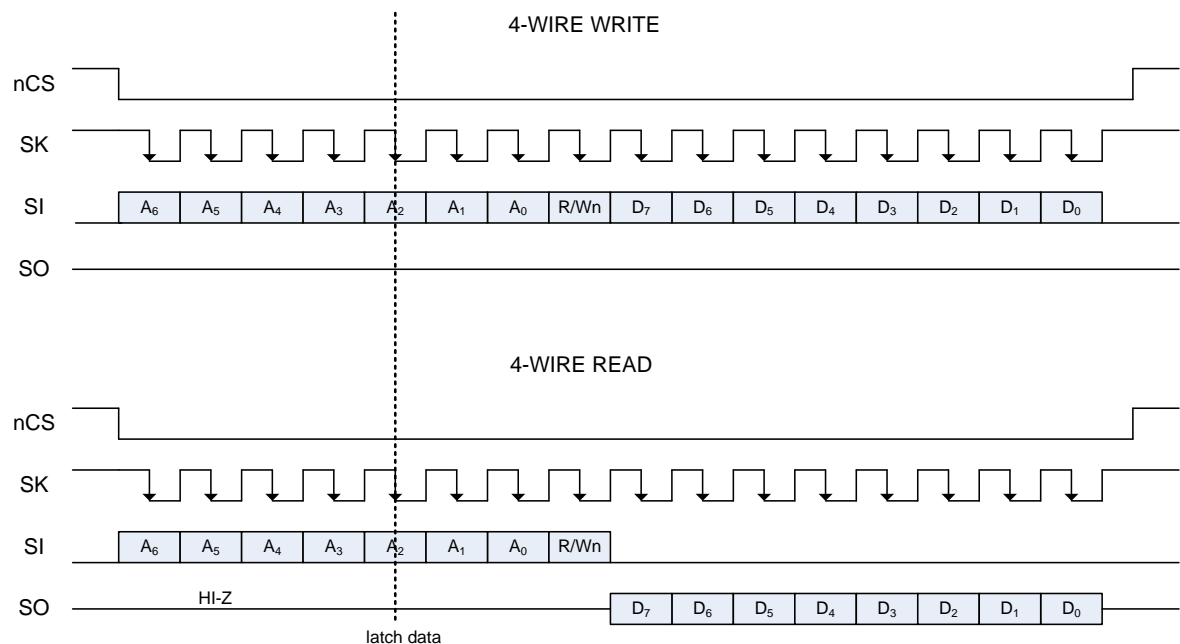 4-WIRE WRITE
nCS
SK
SI A₆ A₅ A₄ A₃ A₂ A₁ A₀ R/Wn D₇ D₆ D₅ D₄ D₃ D₂ D₁ D₀
SO
4-WIRE READ
nCS
SK
SI A₆ A₅ A₄ A₃ A₂ A₁ A₀ R/Wn
SO HI-Z D₇ D₆ D₅ D₄ D₃ D₂ D₁ D₀
latch data